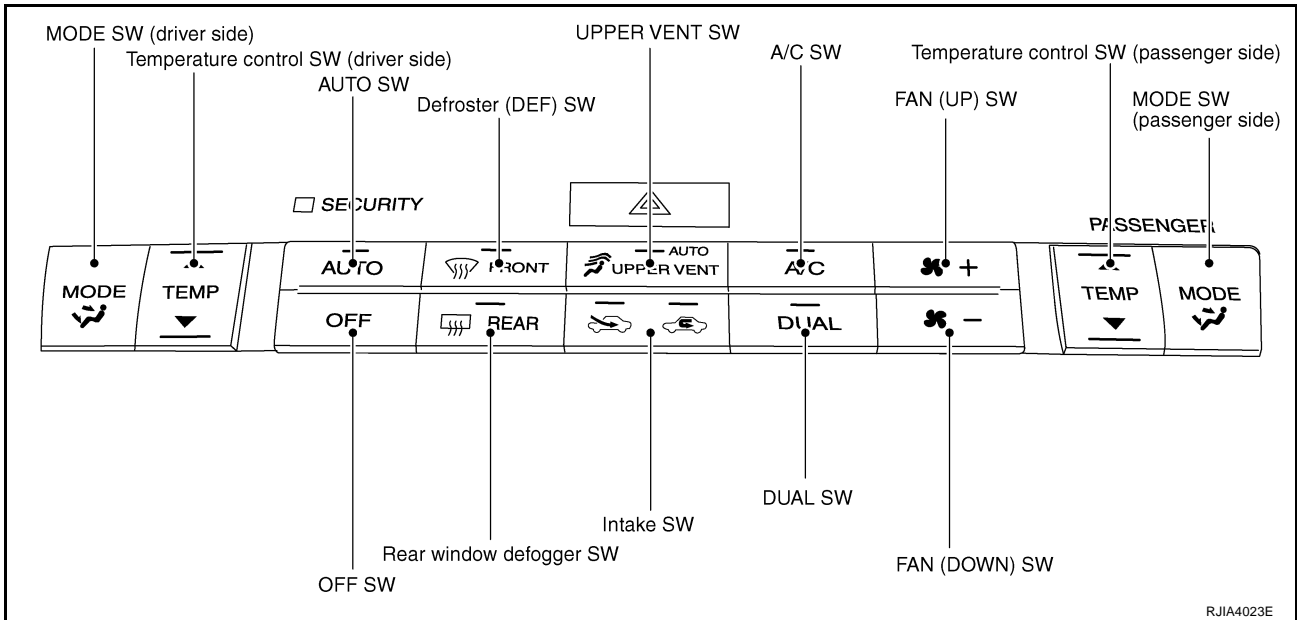 MODE SW (driver side)
UPPER VENT SW
Temperature control SW (driver side)
A/C SW
Temperature control SW (passenger side)
AUTO SW
Defroster (DEF) SW
FAN (UP) SW
MODE SW
(passenger side)
SECURITY
PASSENGER
MODE
TEMP
AUTO
FRONT
AUTO
UPPER VENT
A/C
+
TEMP
MODE
OFF
REAR
DUAL
−
DUAL SW
Intake SW
Rear window defogger SW
FAN (DOWN) SW
OFF SW
RJIA4023E